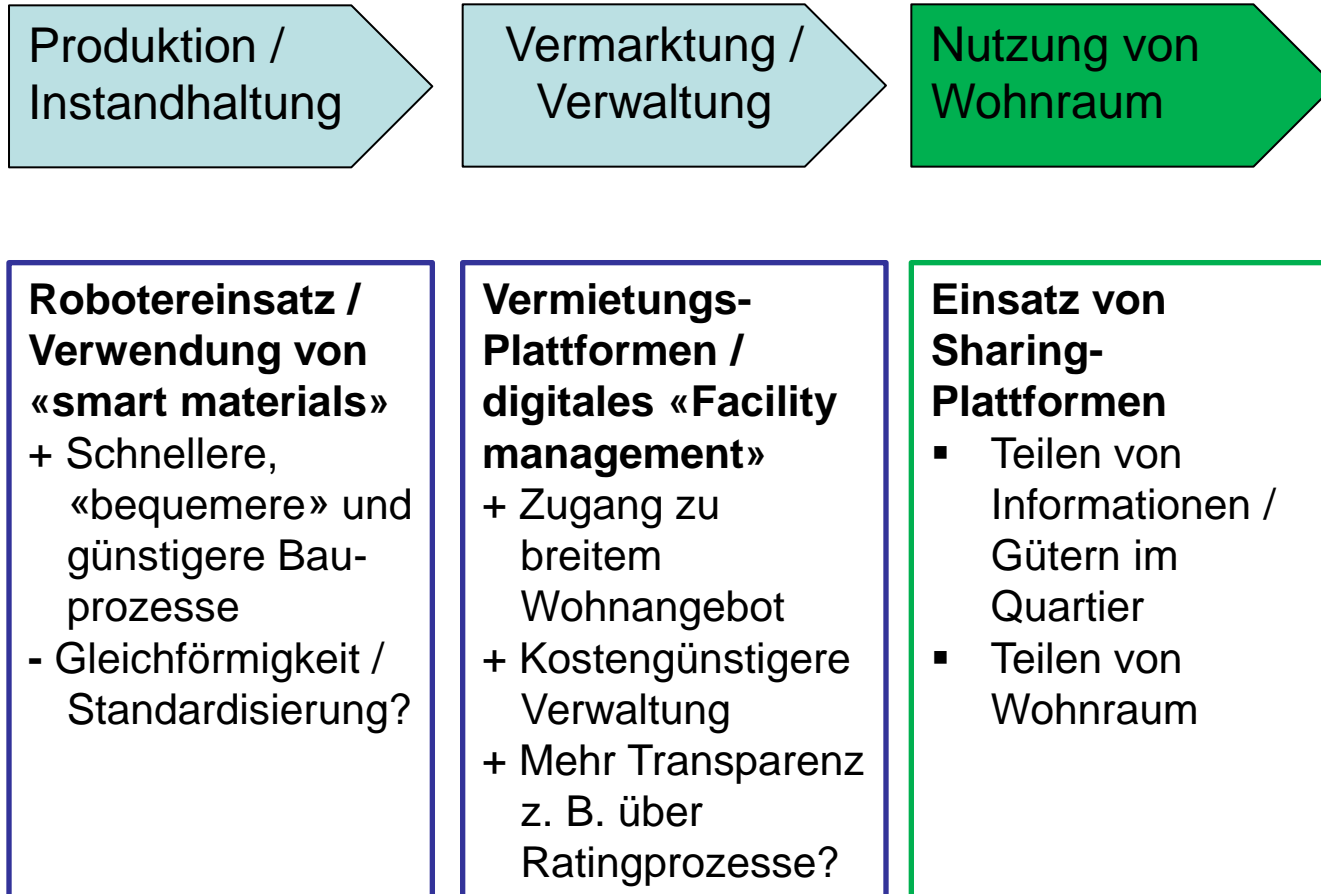 Produktion /
Instandhaltung
Vermarktung /
Verwaltung
Nutzung von
Wohnraum
Robotereinsatz /
Verwendung von
«smart materials»
+ Schnellere,
«bequemere» und
günstigere Bau-
prozesse
- Gleichförmigkeit /
Standardisierung?
Vermietungs-
Plattformen /
digitales «Facility
management»
+ Zugang zu
breitem
Wohnangebot
+ Kostengünstigere
Verwaltung
+ Mehr Transparenz
z. B. über
Ratingprozesse?
Einsatz von
Sharing-
Plattformen
▪ Teilen von
Informationen /
Gütern im
Quartier
▪ Teilen von
Wohnraum